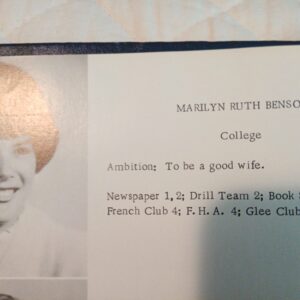 MARILYN RUTH BENSO
College
Ambition: To be a good wife.
Newspaper 1,2; Drill Team 2; Book
French Club 4; F.H.A. 4; Glee Club